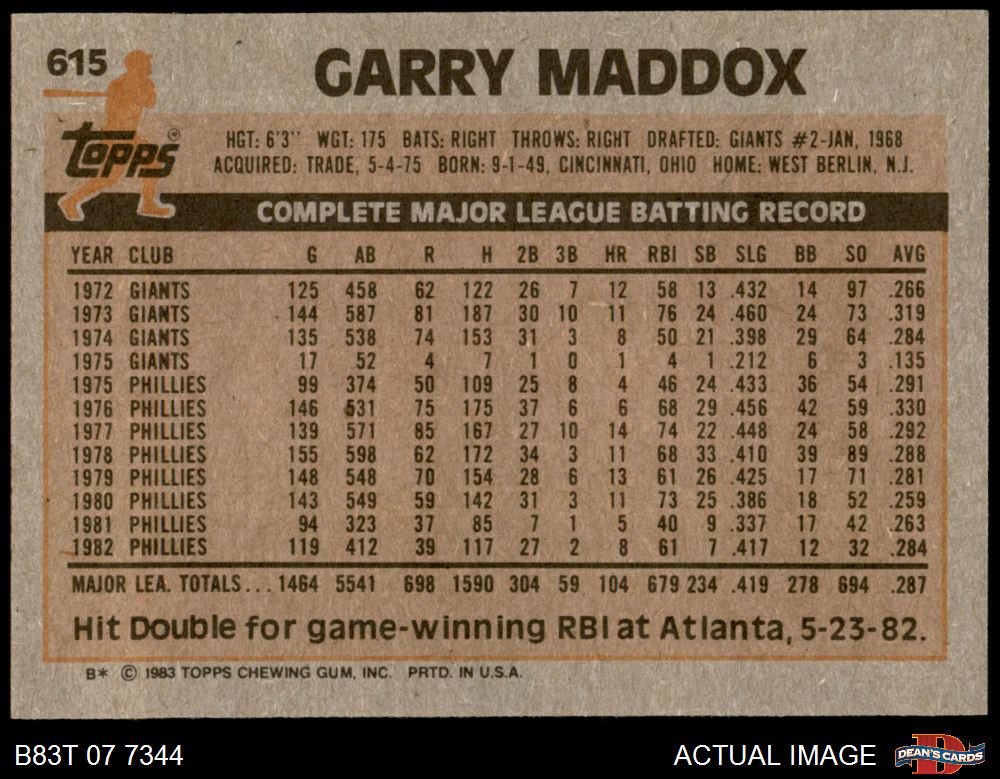 615
GARRY MADDOX
topps®
HGT: 6'3'' WGT: 175 BATS: RIGHT THROWS: RIGHT DRAFTED: GIANTS #2-JAN, 1968
ACQUIRED: TRADE, 5-4-75 BORN: 9-1-49, CINCINNATI, OHIO HOME: WEST BERLIN, N.J.
COMPLETE MAJOR LEAGUE BATTING RECORD
YEAR CLUB G AB R H 2B 3B HR RBI SB SLG BB SO AVG
1972 GIANTS 125 458 62 122 26 7 12 58 13 .432 14 97 .266
1973 GIANTS 144 587 81 187 30 10 11 76 24 .460 24 73 .319
1974 GIANTS 135 538 74 153 31 3 8 50 21 .398 29 64 .284
1975 GIANTS 17 52 4 7 1 0 1 4 1 .212 6 3 .135
1975 PHILLIES 99 374 50 109 25 8 4 46 24 .433 36 54 .291
1976 PHILLIES 146 531 75 175 37 6 6 68 29 .456 42 59 .330
1977 PHILLIES 139 571 85 167 27 10 14 74 22 .448 24 58 .292
1978 PHILLIES 155 598 62 172 34 3 11 68 33 .410 39 89 .288
1979 PHILLIES 148 548 70 154 28 6 13 61 26 .425 17 71 .281
1980 PHILLIES 143 549 59 142 31 3 11 73 25 .386 18 52 .259
1981 PHILLIES 94 323 37 85 7 1 5 40 9 .337 17 42 .263
1982 PHILLIES 119 412 39 117 27 2 8 61 7 .417 12 32 .284
MAJOR LEA. TOTALS... 1464 5541 698 1590 304 59 104 679 234 .419 278 694 .287
Hit Double for game-winning RBI at Atlanta, 5-23-82.
B* © 1983 TOPPS CHEWING GUM, INC. PRTD. IN U.S.A.
B83T 07 7344
ACTUAL IMAGE
D
DEAN'S CARDS